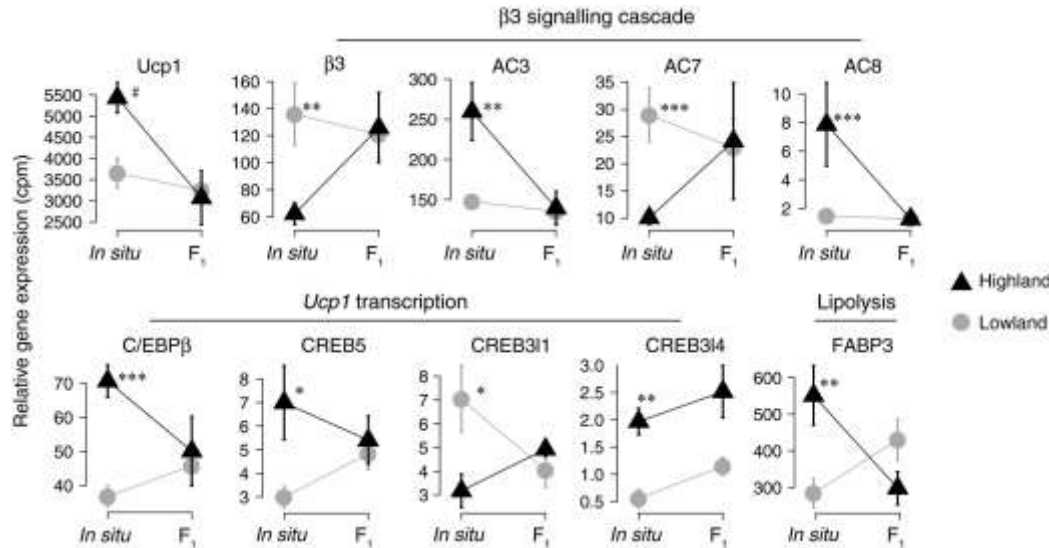 β3 signalling cascade
Ucp1 β3 AC3 AC7 AC8
Relative gene expression (cpm)
5500 5000 4500 4000 3500 3000 2500
#
160 140 120 100 80 60
**
300 250 200 150
**
35 30 25 20 15 10
***
10 8 6 4 2
***
In situ F1 In situ F1 In situ F1 In situ F1 In situ F1
Highland
Lowland
Ucp1 transcription Lipolysis
C/EBPβ CREB5 CREB3l1 CREB3l4 FABP3
70 60 50 40
***
8 7 6 5 4 3
*
8 7 6 5 4 3
*
3.0 2.5 2.0 1.5 1.0 0.5
**
600 500 400 300
**
In situ F1 In situ F1 In situ F1 In situ F1 In situ F1